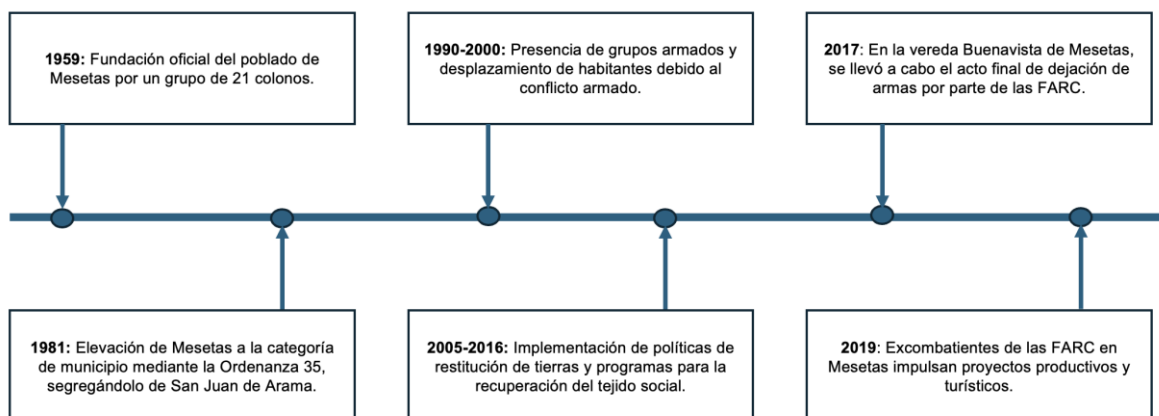 1959: Fundación oficial del poblado de
Mesetas por un grupo de 21 colonos.
1990-2000: Presencia de grupos armados y
desplazamiento de habitantes debido al
conflicto armado.
2017: En la vereda Buenavista de Mesetas,
se llevó a cabo el acto final de dejación de
armas por parte de las FARC.
1981: Elevación de Mesetas a la categoría
de municipio mediante la Ordenanza 35,
segregándolo de San Juan de Arama.
2005-2016: Implementación de políticas de
restitución de tierras y programas para la
recuperación del tejido social.
2019: Excombatientes de las FARC en
Mesetas impulsan proyectos productivos y
turísticos.